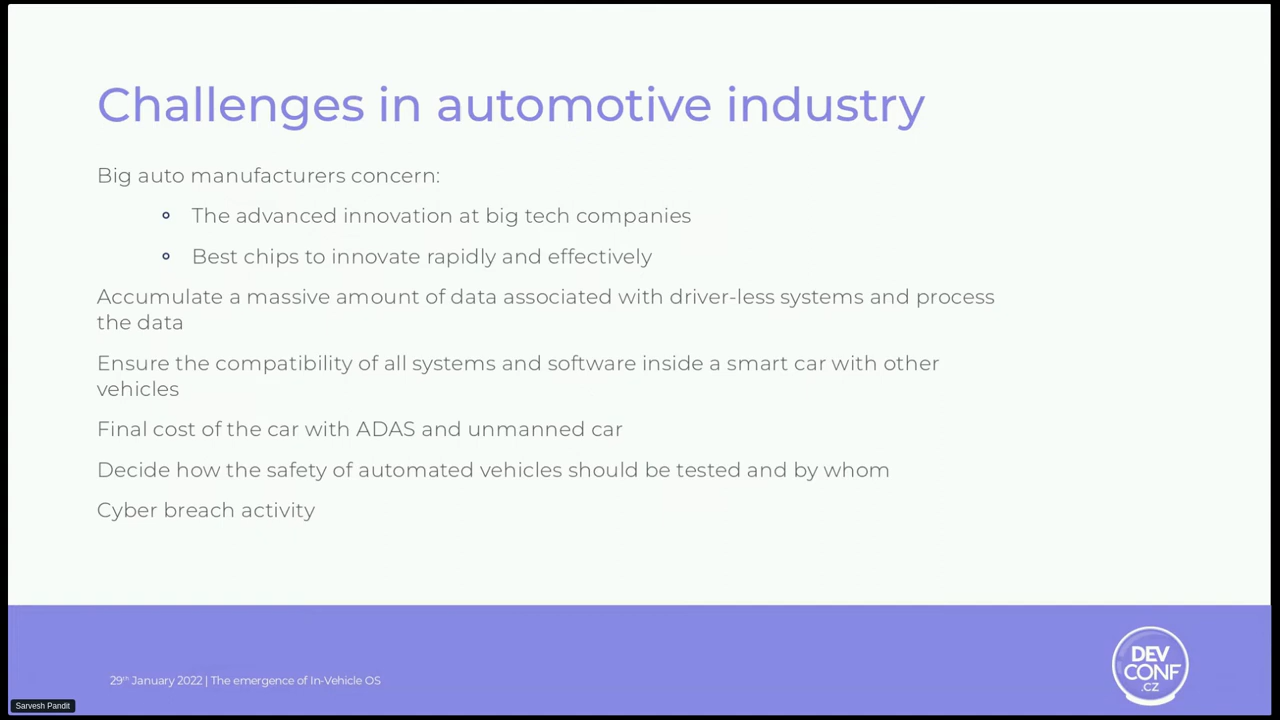 Challenges in automotive industry
Big auto manufacturers concern:
The advanced innovation at big tech companies
Best chips to innovate rapidly and effectively
Accumulate a massive amount of data associated with driver-less systems and process
the data
Ensure the compatibility of all systems and software inside a smart car with other
vehicles
Final cost of the car with ADAS and unmanned car
Decide how the safety of automated vehicles should be tested and by whom
Cyber breach activity
29th January 2022 | The emergence of In-Vehicle OS
DEV
CONF
.CZ
Sarvesh Pandit